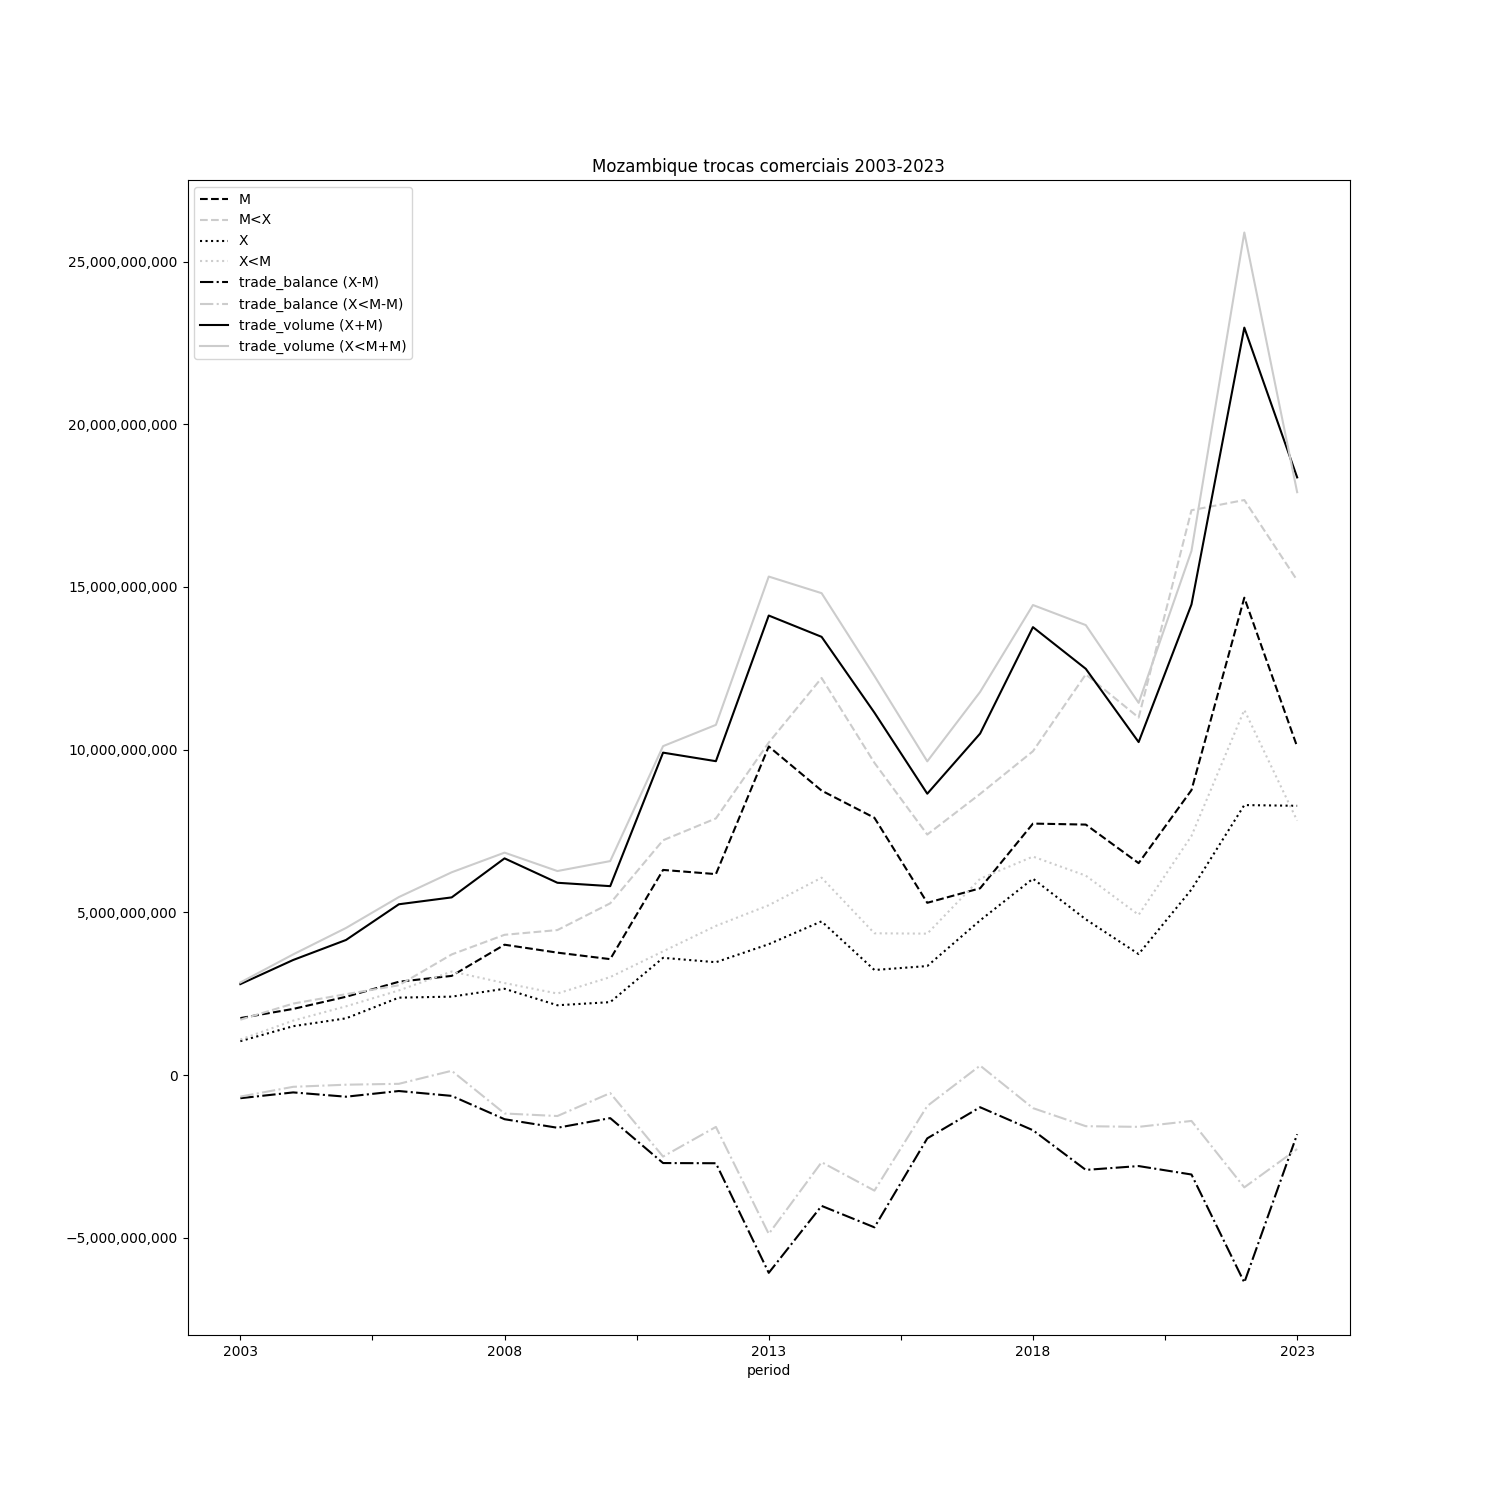 Mozambique trocas comerciais 2003-2023
M
M<X
X
X<M
trade_balance (X-M)
trade_balance (X<M-M)
trade_volume (X+M)
trade_volume (X<M+M)
25,000,000,000
20,000,000,000
15,000,000,000
10,000,000,000
5,000,000,000
0
−5,000,000,000
2003 2008 2013 2018 2023
period